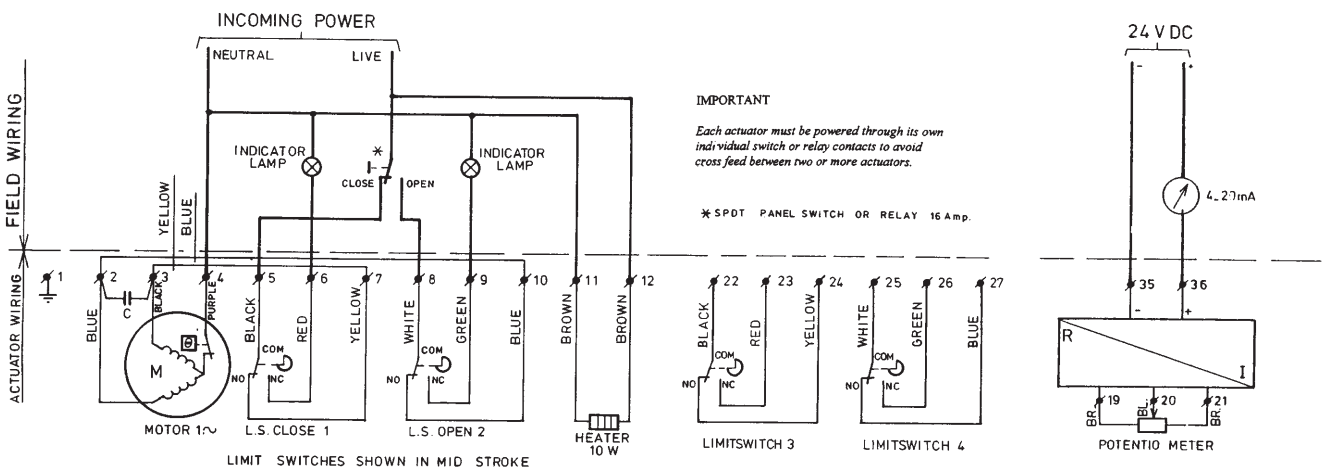 INCOMING POWER
24 V DC
NEUTRAL
LIVE
-
+
FIELD WIRING
IMPORTANT
Each actuator must be powered through its own
individual switch or relay contacts to avoid
cross feed between two or more actuators.
INDICATOR
LAMP
*
INDICATOR
LAMP
CLOSE
OPEN
4-20mA
YELLOW
BLUE
* SPDT PANEL SWITCH OR RELAY 16 Amp.
ACTUATOR WIRING
1
2
3
4
5
6
7
8
9
10
11
12
22
23
24
25
26
27
35
36
C
BLUE
BLACK
PURPLE
BLACK
RED
YELLOW
WHITE
GREEN
BLUE
BROWN
BROWN
BLACK
RED
YELLOW
WHITE
GREEN
BLUE
-
+
R
I
M
Θ
COM
NO
NC
COM
NO
NC
COM
NO
NC
COM
NO
NC
19
20
21
BR.
BL.
BR.
MOTOR 1~
L.S. CLOSE 1
L.S. OPEN 2
HEATER
10 W
LIMITSWITCH 3
LIMITSWITCH 4
POTENTIO METER
LIMIT SWITCHES SHOWN IN MID STROKE